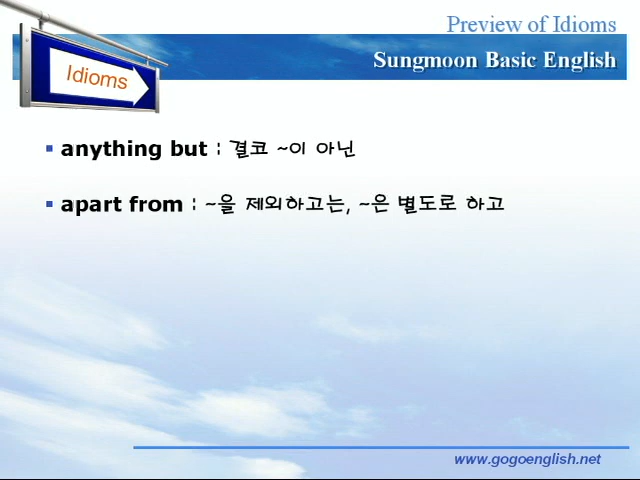 Preview of Idioms
Sungmoon Basic English
Idioms
anything but : 결코 ~이 아닌
apart from : ~을 제외하고는, ~은 별도로 하고
www.gogoenglish.net